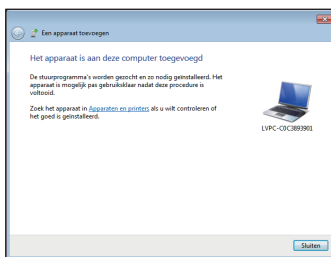 Een apparaat toevoegen
Het apparaat is aan deze computer toegevoegd
De stuurprogramma's worden gezocht en zo nodig geïnstalleerd. Het
apparaat is mogelijk pas gebruiksklaar nadat deze procedure is
voltooid.
Zoek het apparaat in Apparaten en printers als u wilt controleren of
het goed is geïnstalleerd.
LVPC-C0C3893901
Sluiten